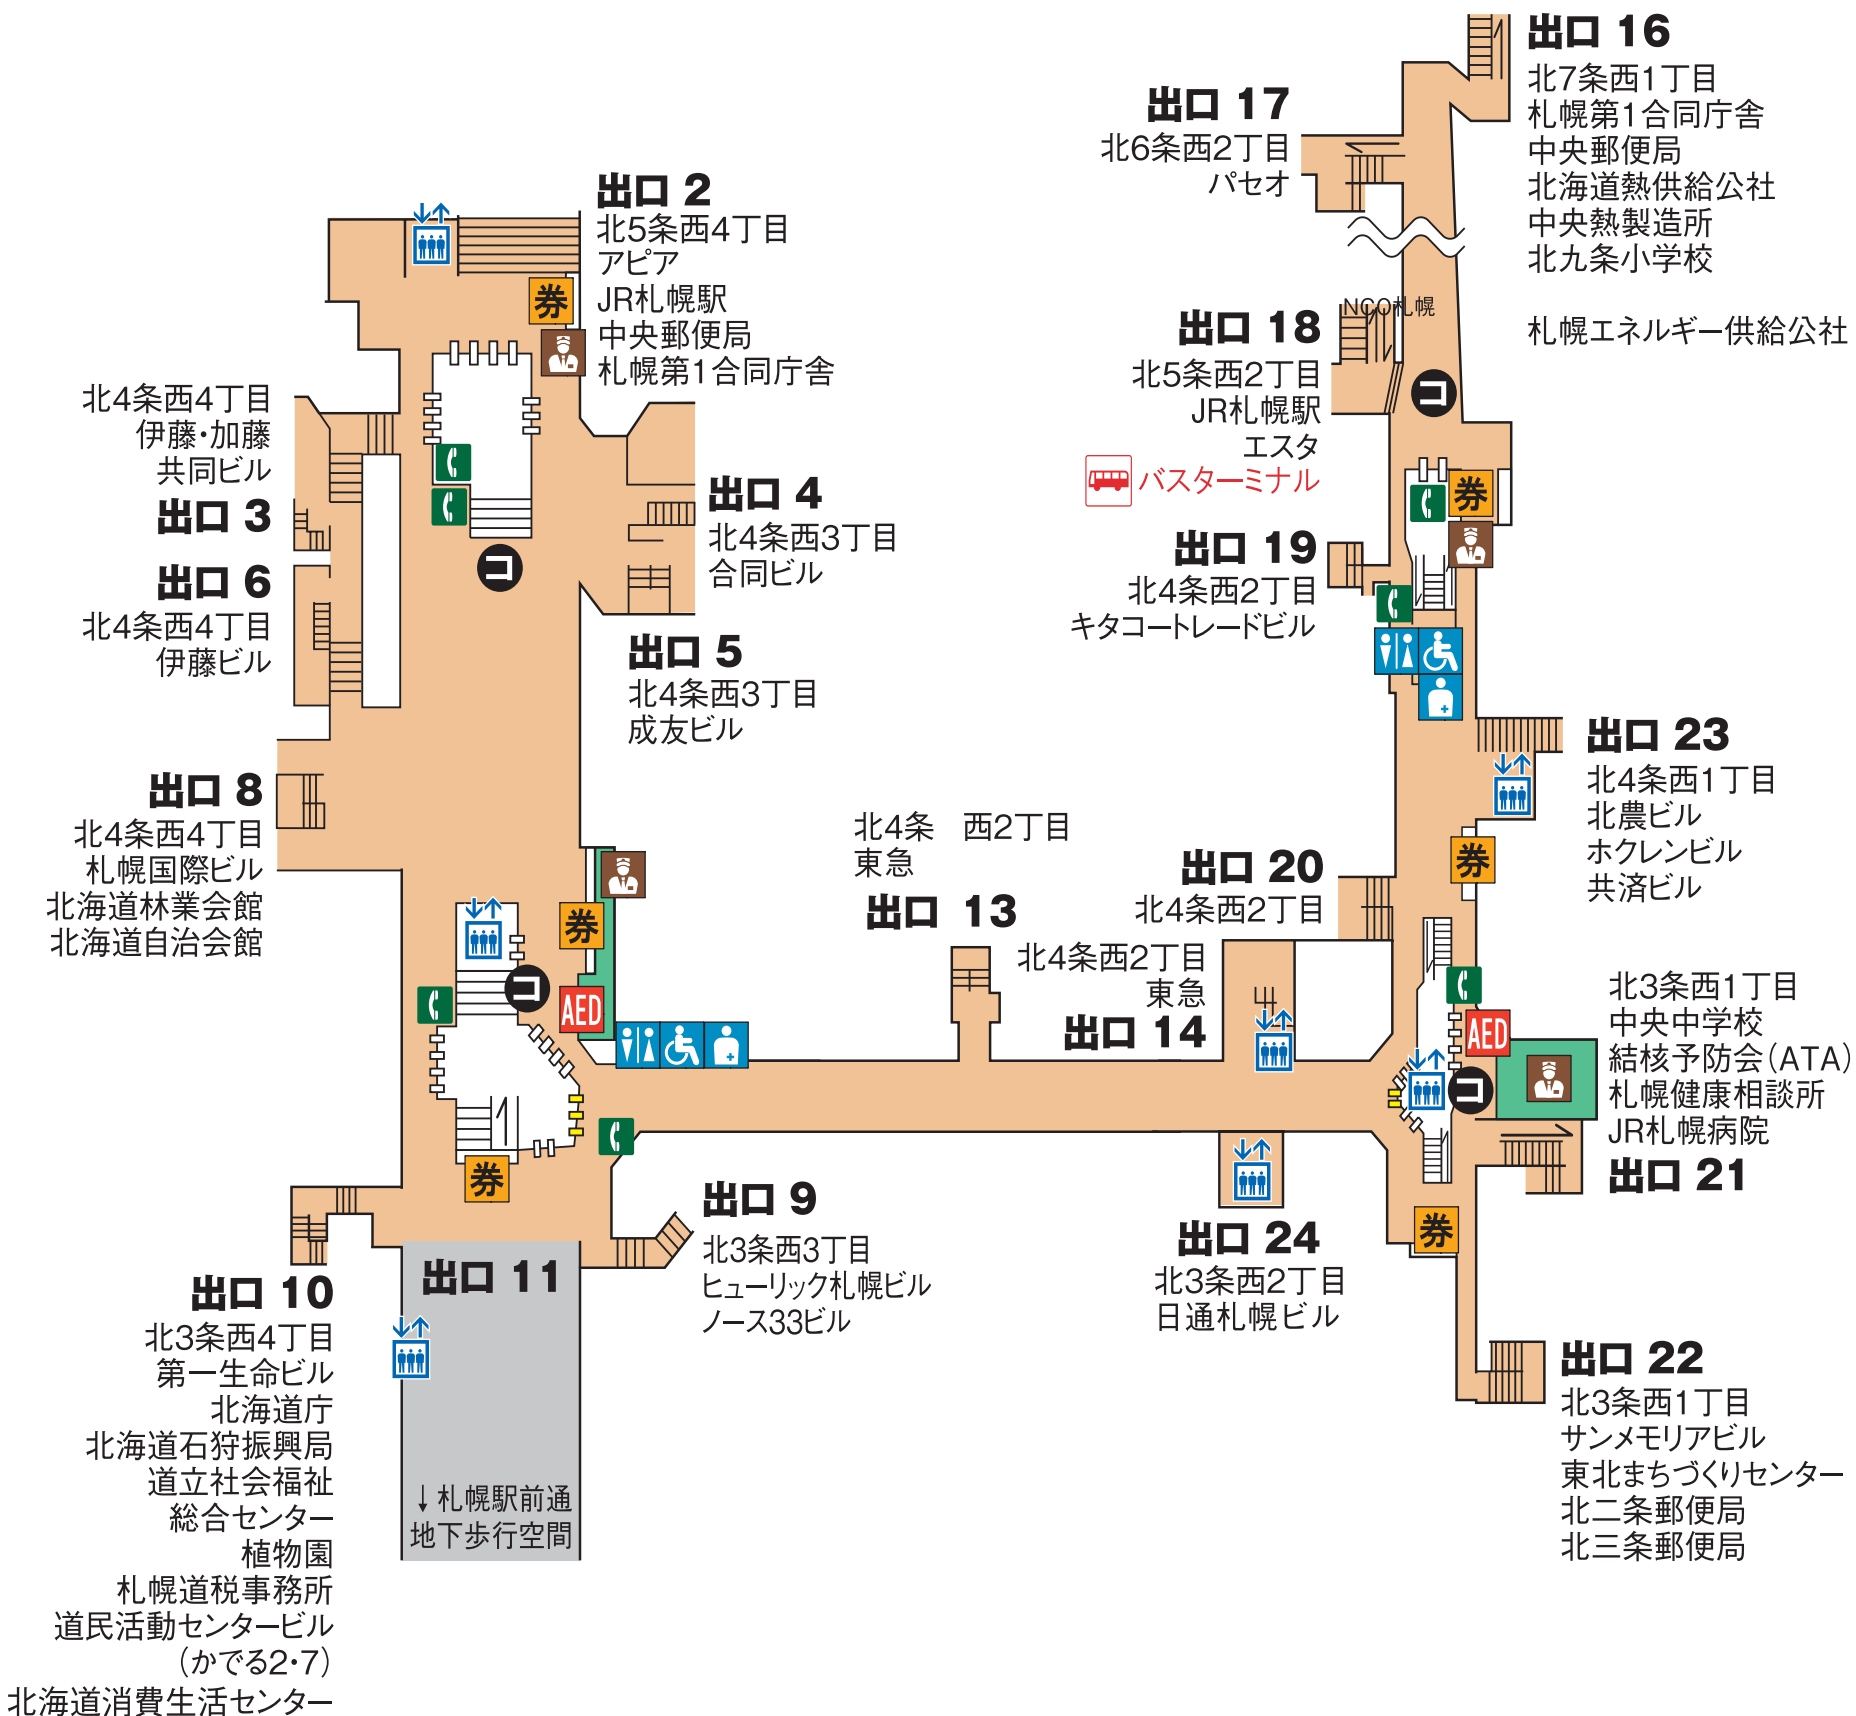 出口 16
北7条西1丁目
札幌第1合同庁舎
中央郵便局
北海道熱供給公社
中央熱製造所
北九条小学校
札幌エネルギー供給公社
出口 17
北6条西2丁目
パセオ
出口 2
北5条西4丁目
アピア
JR札幌駅
中央郵便局
札幌第1合同庁舎
券
NCO札幌
出口 18
北5条西2丁目
JR札幌駅
エスタ
バスターミナル
北4条西4丁目
伊藤・加藤
共同ビル
出口 3
出口 4
北4条西3丁目
合同ビル
券
出口 19
北4条西2丁目
キタコートレードビル
出口 6
北4条西4丁目
伊藤ビル
出口 5
北4条西3丁目
成友ビル
出口 23
北4条西1丁目
北農ビル
ホクレンビル
共済ビル
出口 8
北4条西4丁目
札幌国際ビル
北海道林業会館
北海道自治会館
北4条 西2丁目
東急
出口 13
出口 20
北4条西2丁目
券
券
AED
北4条西2丁目
東急
出口 14
北3条西1丁目
中央中学校
結核予防会(ATA)
札幌健康相談所
JR札幌病院
出口 21
AED
券
出口 9
北3条西3丁目
ヒューリック札幌ビル
ノース33ビル
出口 24
北3条西2丁目
日通札幌ビル
券
出口 10
北3条西4丁目
第一生命ビル
北海道庁
北海道石狩振興局
道立社会福祉
総合センター
植物園
札幌道税事務所
道民活動センタービル
(かでる2・7)
北海道消費生活センター
出口 11
↓札幌駅前通
地下歩行空間
出口 22
北3条西1丁目
サンメモリアビル
東北まちづくりセンター
北二条郵便局
北三条郵便局